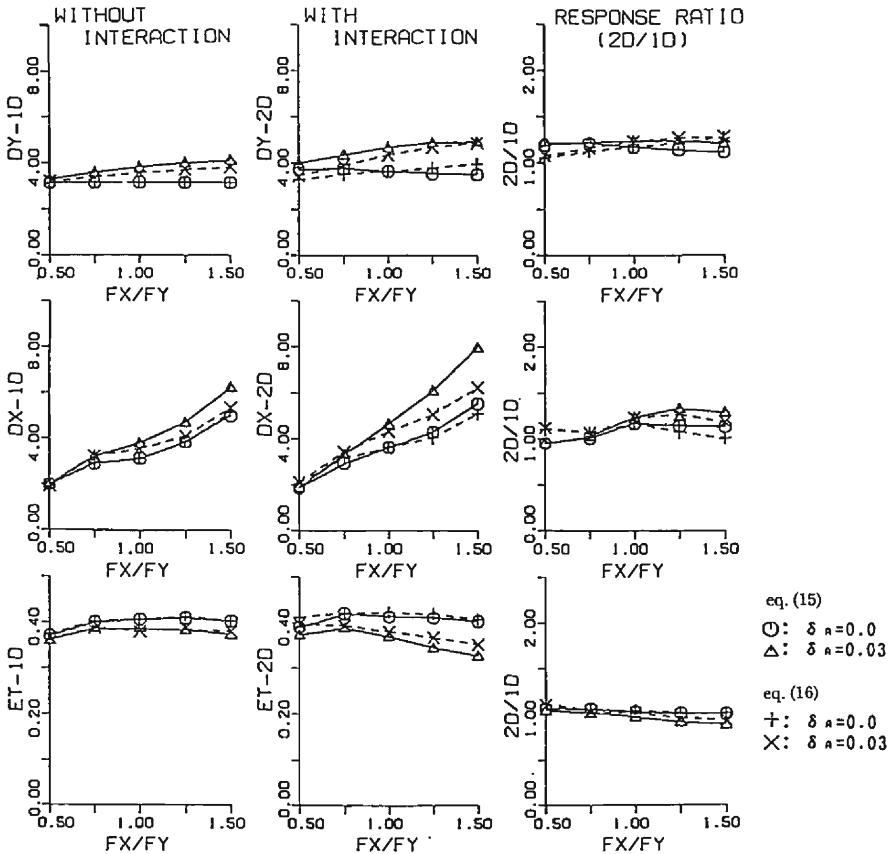 WITHOUT INTERACTION
WITH INTERACTION
RESPONSE RATIO (2D/1D)
8.00
4.00
0.00
DY-1D
0.50 1.00 1.50
FX/FY
8.00
4.00
0.00
DY-2D
0.50 1.00 1.50
FX/FY
2.00
1.00
0.00
2D/1D
0.50 1.00 1.50
FX/FY
8.00
4.00
0.00
DX-1D
0.50 1.00 1.50
FX/FY
8.00
4.00
0.00
DX-2D
0.50 1.00 1.50
FX/FY
2.00
1.00
0.00
2D/1D
0.50 1.00 1.50
FX/FY
0.40
0.20
0.00
ET-1D
0.50 1.00 1.50
FX/FY
0.40
0.20
0.00
ET-2D
0.50 1.00 1.50
FX/FY
2.00
1.00
0.00
2D/1D
0.50 1.00 1.50
FX/FY
eq. (15)
: δ A=0.0
: δ A=0.03
eq. (16)
+: δ A=0.0
×: δ A=0.03